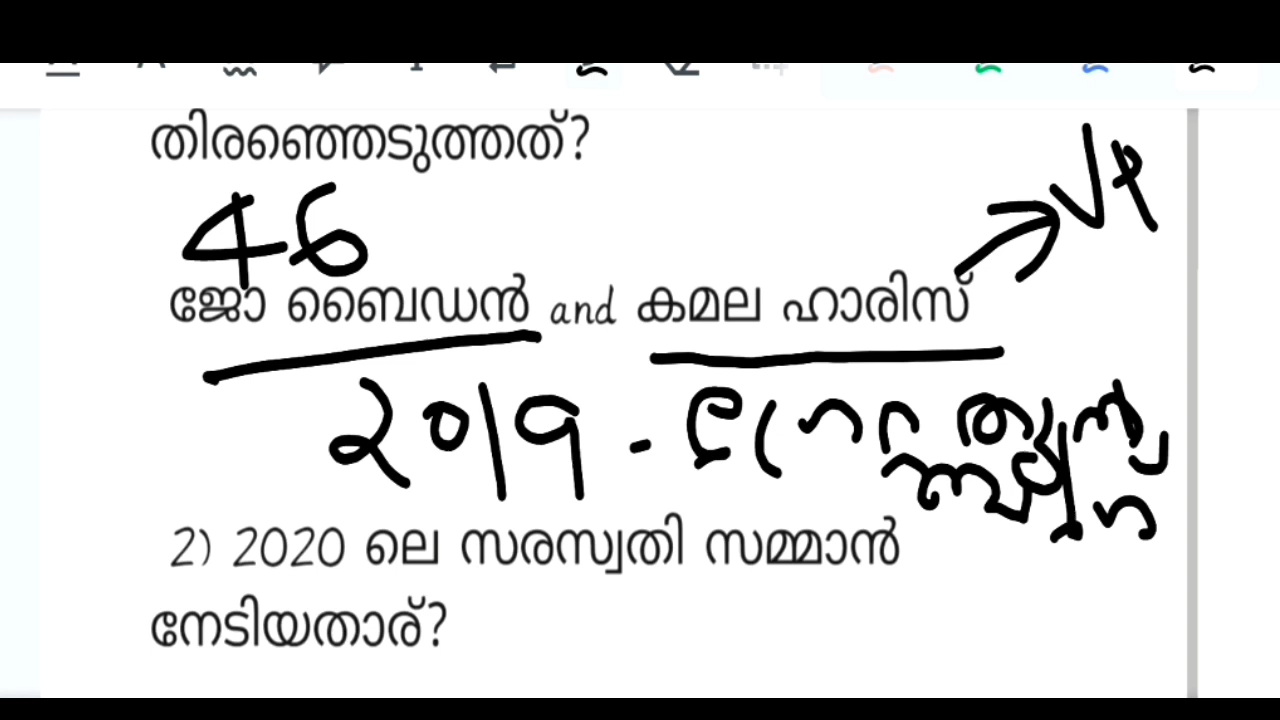 തിരഞ്ഞെടുത്തത്?
46
VP
ജോ ബൈഡൻ and കമല ഹാരിസ്
2019 - ഗ്രേറ്റ
2) 2020 ലെ സരസ്വതി സമ്മാൻ
നേടിയതാര്?